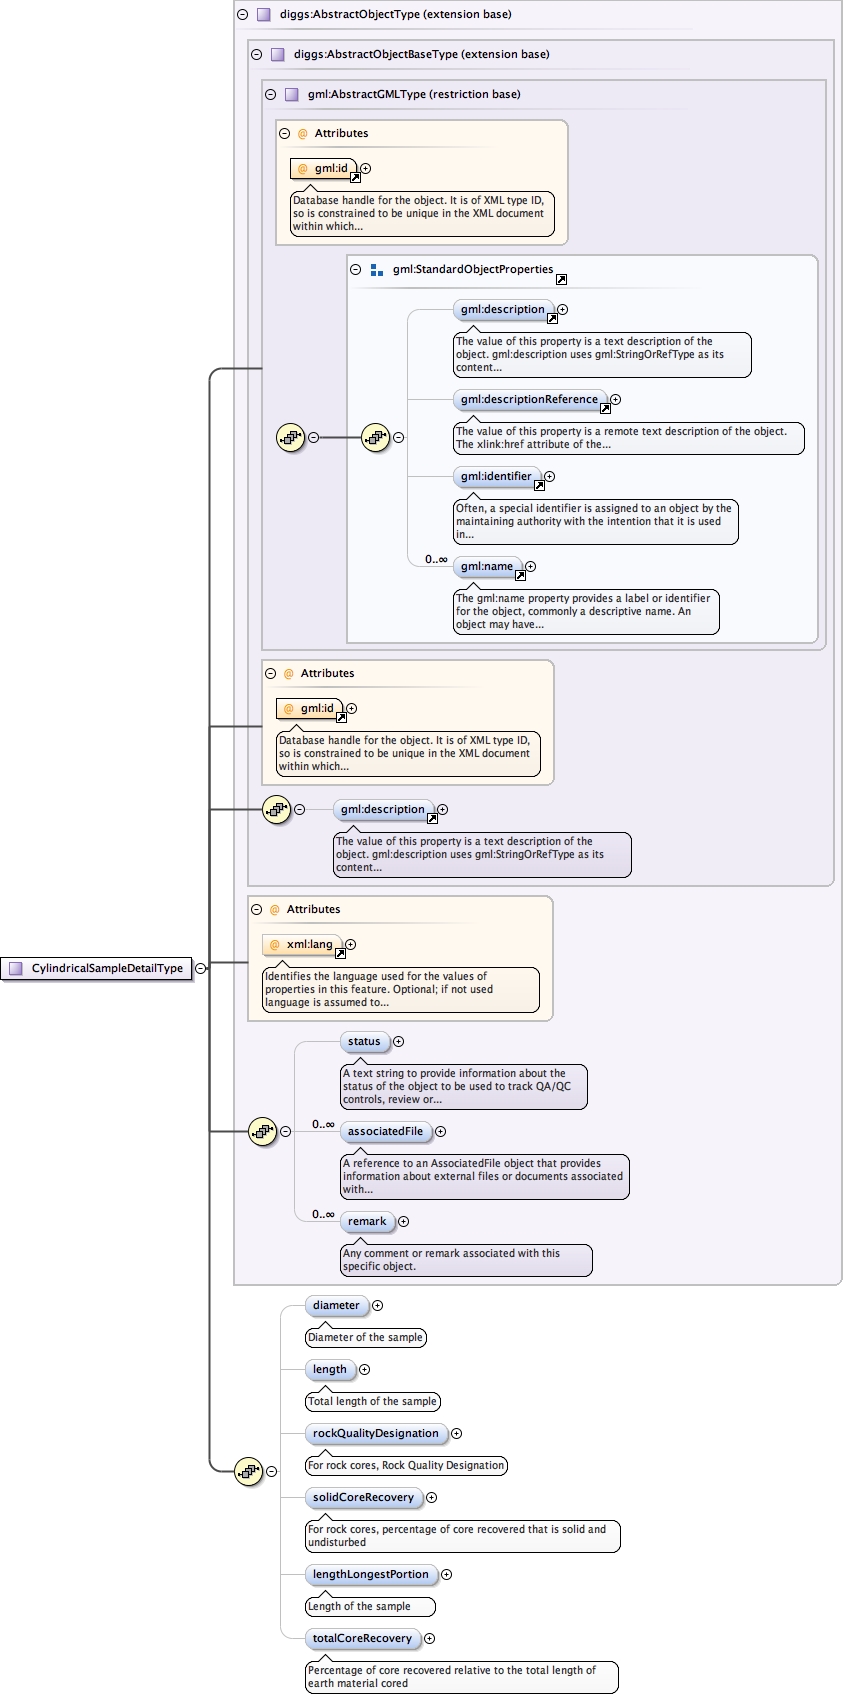 diggs:AbstractObjectType (extension base)
diggs:AbstractObjectBaseType (extension base)
gml:AbstractGMLType (restriction base)
@ Attributes
@ gml:id
Database handle for the object. It is of XML type ID,
so is constrained to be unique in the XML document
within which...
gml:StandardObjectProperties
gml:description
The value of this property is a text description of the
object. gml:description uses gml:StringOrRefType as its
content...
gml:descriptionReference
The value of this property is a remote text description of the object.
The xlink:href attribute of the...
gml:identifier
Often, a special identifier is assigned to an object by the
maintaining authority with the intention that it is used
in...
0..∞
gml:name
The gml:name property provides a label or identifier
for the object, commonly a descriptive name. An
object may have...
@ Attributes
@ gml:id
Database handle for the object. It is of XML type ID,
so is constrained to be unique in the XML document
within which...
gml:description
The value of this property is a text description of the
object. gml:description uses gml:StringOrRefType as its
content...
@ Attributes
@ xml:lang
Identifies the language used for the values of
properties in this feature. Optional; if not used
language is assumed to...
CylindricalSampleDetailType
status
A text string to provide information about the
status of the object to be used to track QA/QC
controls, review or...
0..∞
associatedFile
A reference to an AssociatedFile object that provides
information about external files or documents associated
with...
0..∞
remark
Any comment or remark associated with this
specific object.
diameter
Diameter of the sample
length
Total length of the sample
rockQualityDesignation
For rock cores, Rock Quality Designation
solidCoreRecovery
For rock cores, percentage of core recovered that is solid and
undisturbed
lengthLongestPortion
Length of the sample
totalCoreRecovery
Percentage of core recovered relative to the total length of
earth material cored